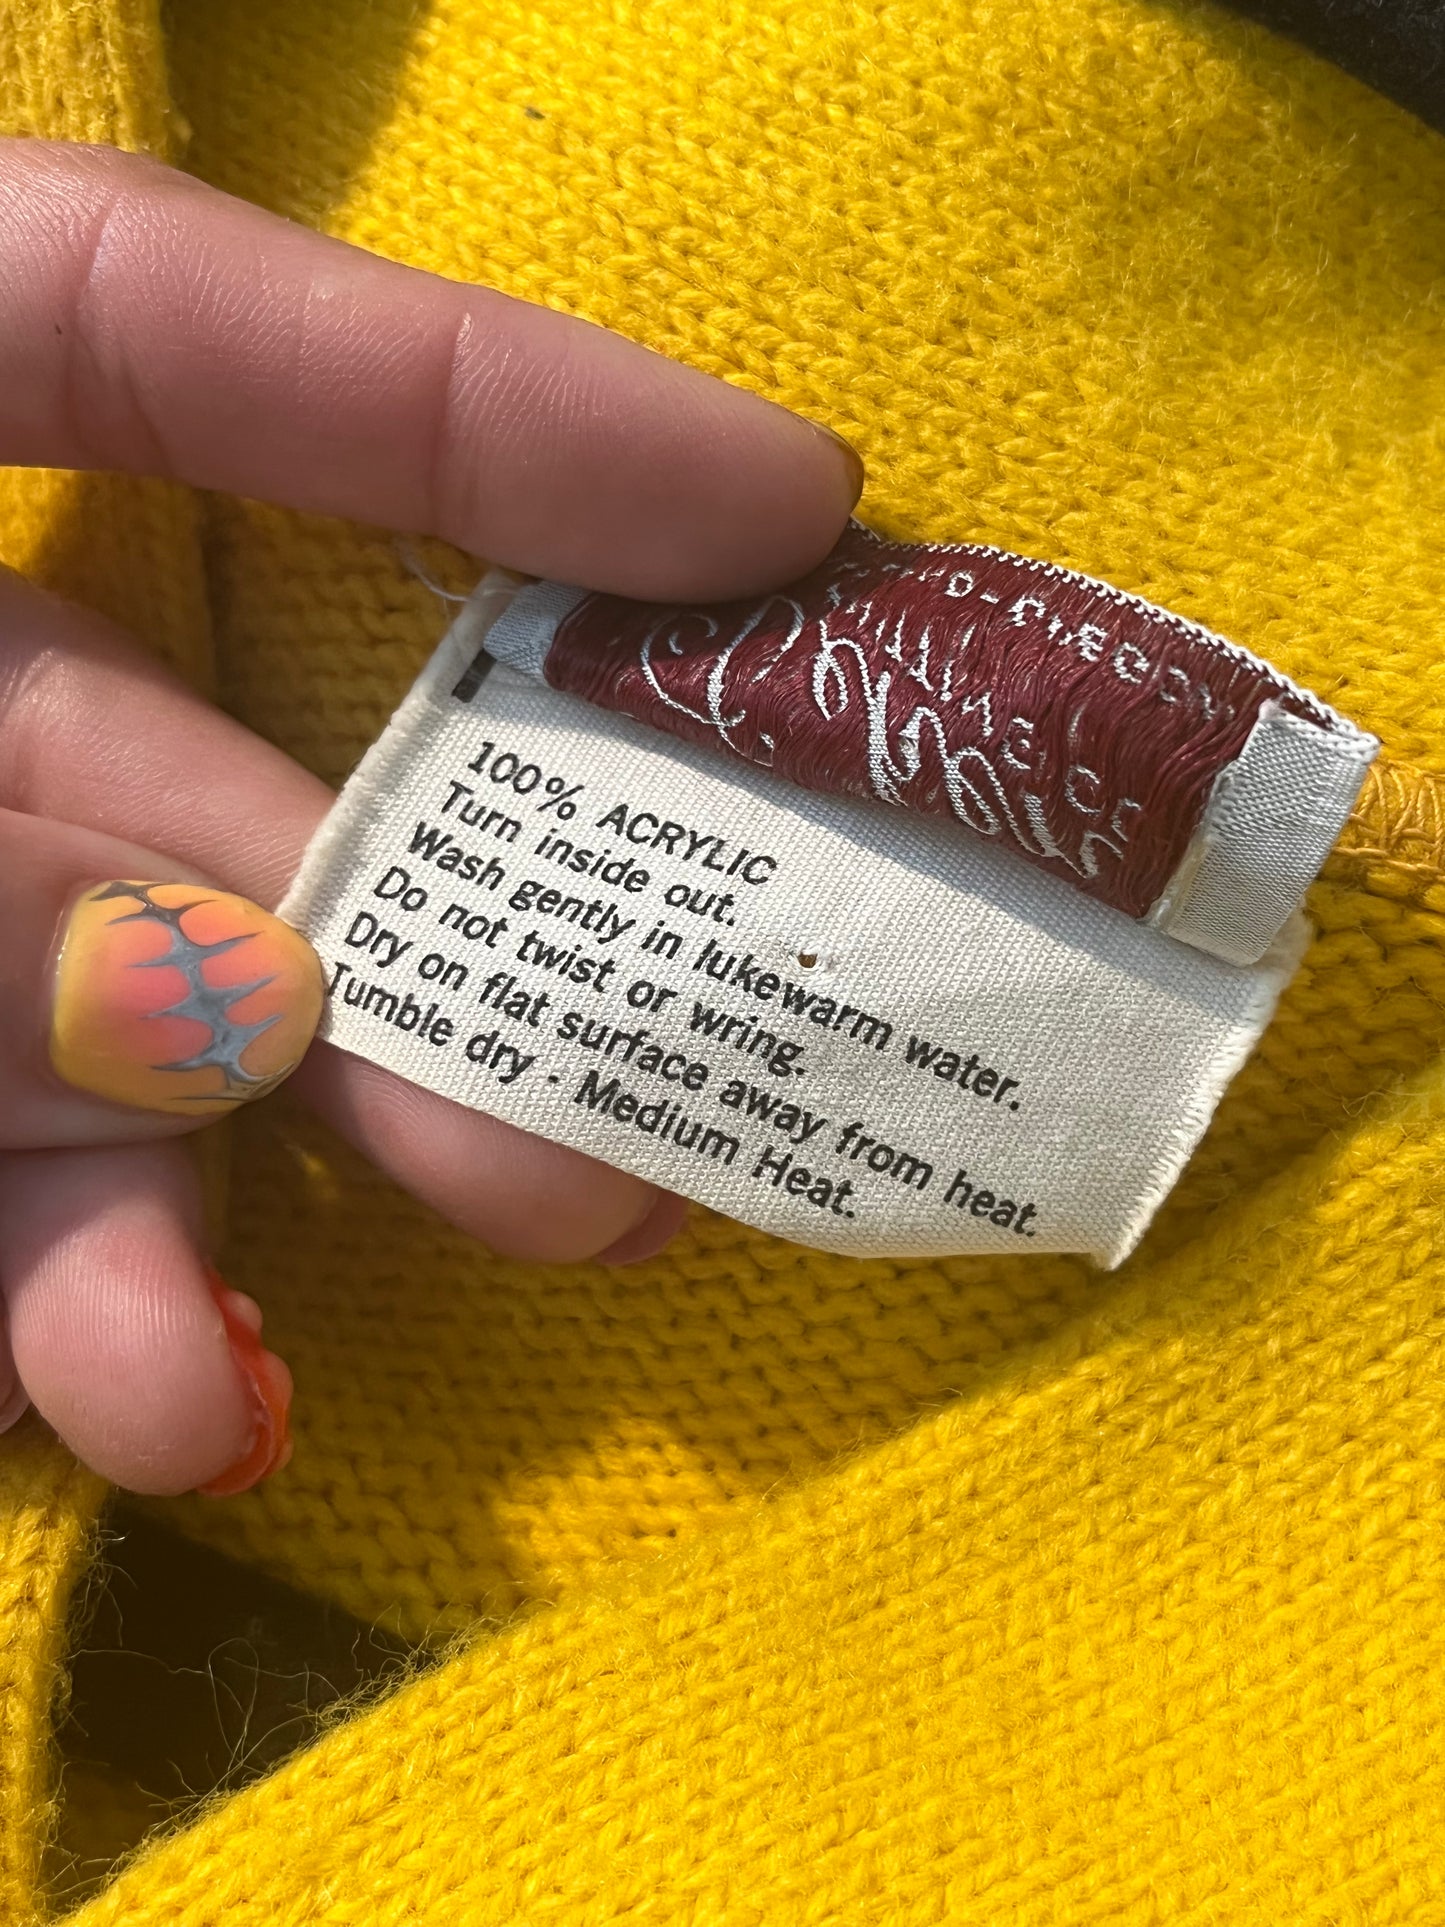 100% ACRYLIC
Turn inside out.
Wash gently in lukewarm water.
Do not twist or wring.
Dry on flat surface away from heat.
Tumble dry - Medium Heat.